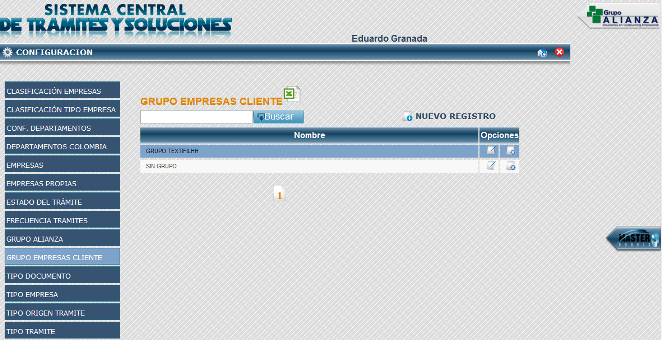 SISTEMA CENTRAL
DE TRAMITES Y SOLUCIONES
Grupo
ALIANZA
Eduardo Granada
CONFIGURACION
CLASIFICACIÓN EMPRESAS
CLASIFICACIÓN TIPO EMPRESA
CONF. DEPARTAMENTOS
DEPARTAMENTOS COLOMBIA
EMPRESAS
EMPRESAS PROPIAS
ESTADO DEL TRÁMITE
FRECUENCIA TRAMITES
GRUPO ALIANZA
GRUPO EMPRESAS CLIENTE
TIPO DOCUMENTO
TIPO EMPRESA
TIPO ORIGEN TRAMITE
TIPO TRAMITE
GRUPO EMPRESAS CLIENTE
Buscar
NUEVO REGISTRO
Nombre Opciones
GRUPO TEXTIFILHH
SIN GRUPO
1
MASTER